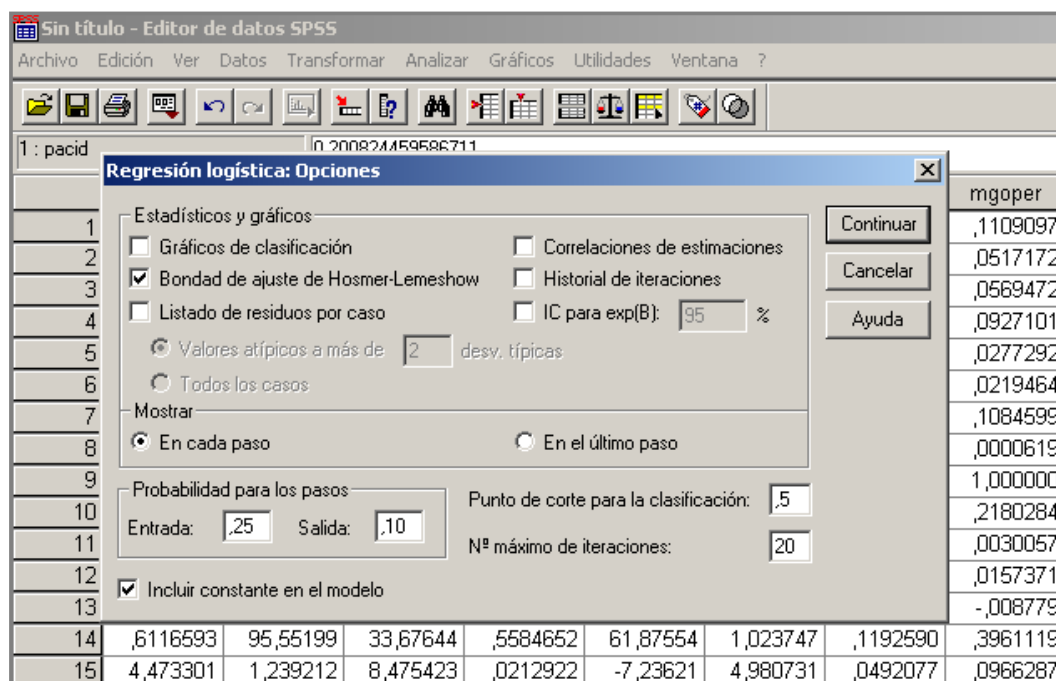 Sin título - Editor de datos SPSS
Archivo Edición Ver Datos Transformar Analizar Gráficos Utilidades Ventana ?
1 : pacid 0,200824459586711
Regresión logística: Opciones
mgoper
Estadísticos y gráficos
Gráficos de clasificación
Correlaciones de estimaciones
Bondad de ajuste de Hosmer-Lemeshow
Historial de iteraciones
Listado de residuos por caso
IC para exp(B): 95 %
Valores atípicos a más de 2 desv. típicas
Todos los casos
Mostrar
En cada paso
En el último paso
Probabilidad para los pasos
Entrada: ,25 Salida: ,10
Punto de corte para la clasificación: ,5
Nº máximo de iteraciones: 20
Incluir constante en el modelo
Continuar
Cancelar
Ayuda
1 ,1109097
2 ,0517172
3 ,0569472
4 ,0927101
5 ,0277292
6 ,0219464
7 ,1084599
8 ,0000619
9 1,000000
10 ,2180284
11 ,0030057
12 ,0157371
13 -,008779
14 ,6116593 95,55199 33,67644 ,5584652 61,87554 1,023747 ,1192590 ,3961119
15 4,473301 1,239212 8,475423 ,0212922 -7,23621 4,980731 ,0492077 ,0966287